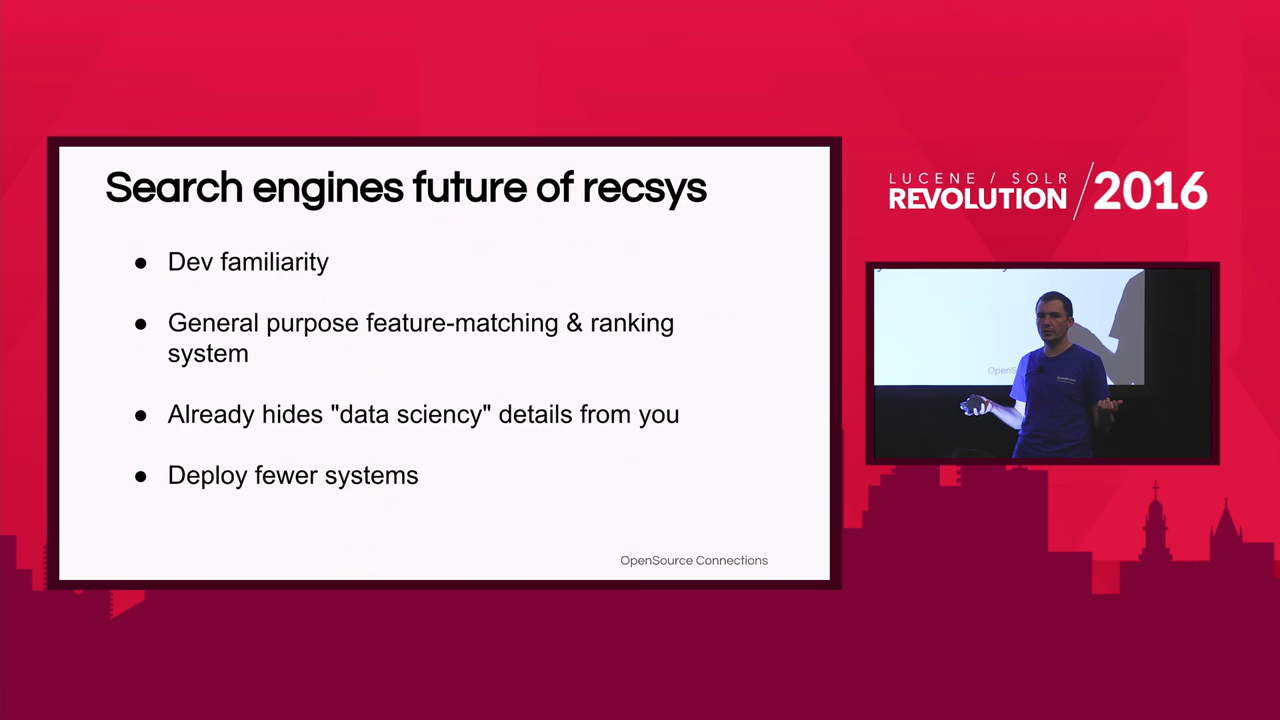 Search engines future of recsys
● Dev familiarity
● General purpose feature-matching & ranking
system
● Already hides "data sciency" details from you
● Deploy fewer systems
OpenSource Connections
LUCENE / SOLR
REVOLUTION
2016
OpenS